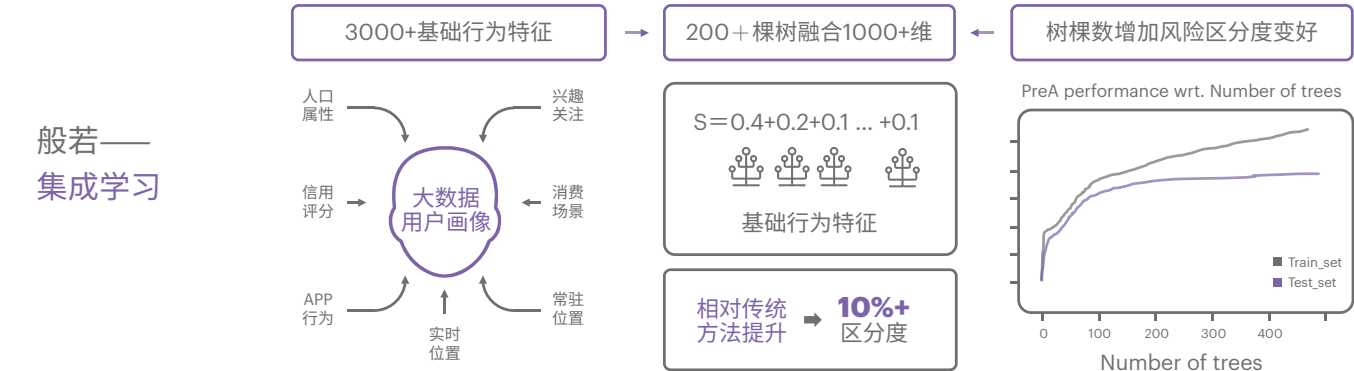 般若——
集成学习
3000+基础行为特征
人口
属性
兴趣
关注
信用
评分
大数据
用户画像
消费
场景
APP
行为
实时
位置
常驻
位置
200＋棵树融合1000+维
S＝0.4+0.2+0.1 ... +0.1
基础行为特征
相对传统
方法提升
10%+
区分度
树棵数增加风险区分度变好
PreA performance wrt. Number of trees
Train_set
Test_set
0 100 200 300 400
Number of trees